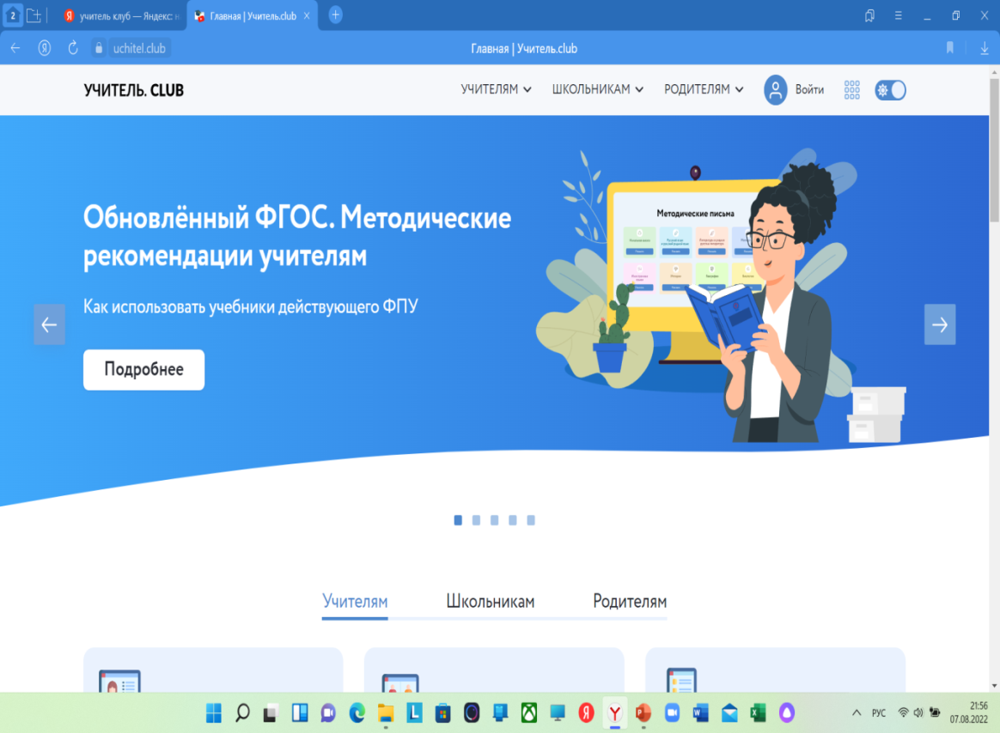 2
учитель клуб — Яндекс: н
Главная | Учитель.club
uchitel.club
Главная | Учитель.club
УЧИТЕЛЬ. CLUB
УЧИТЕЛЯМ
ШКОЛЬНИКАМ
РОДИТЕЛЯМ
Войти
Обновлённый ФГОС. Методические
рекомендации учителям
Как использовать учебники действующего ФПУ
Подробнее
Методические письма
Учителям
Школьникам
Родителям
РУС
21:56
07.08.2022